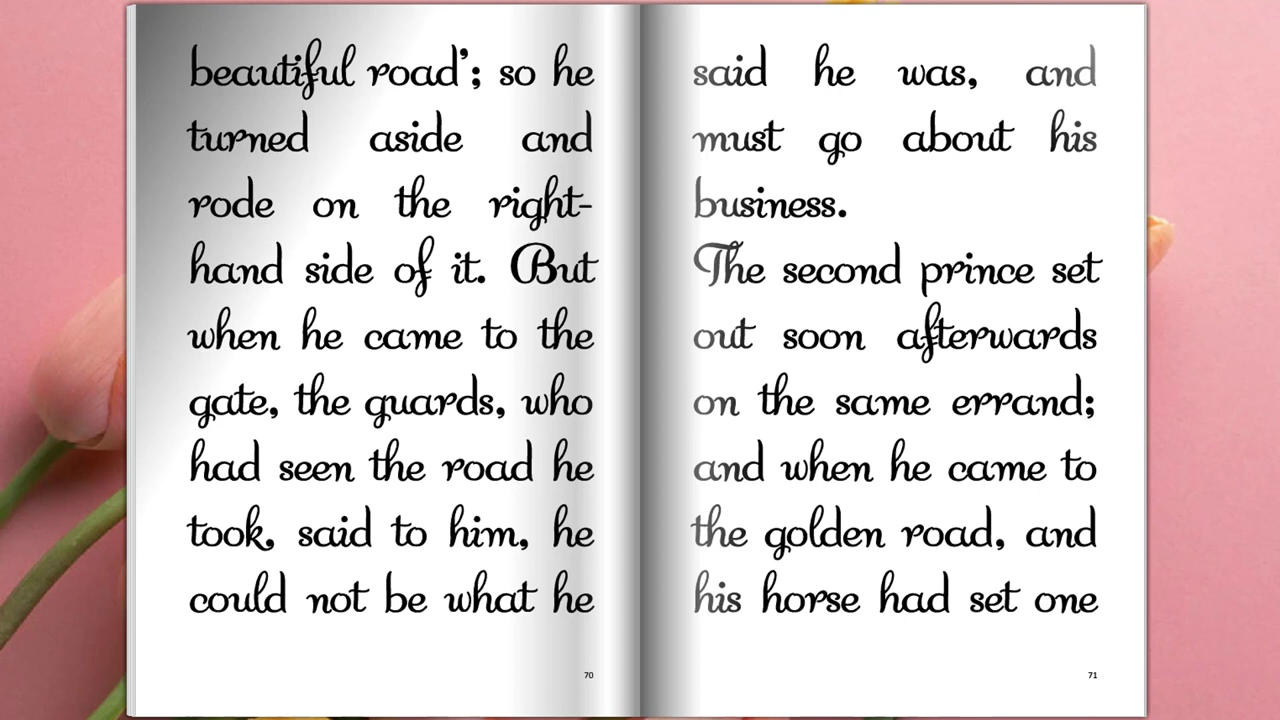 beautiful road’; so he
turned aside and
rode on the right-
hand side of it. But
when he came to the
gate, the guards, who
had seen the road he
took, said to him, he
could not be what he
70
said he was, and
must go about his
business.
The second prince set
out soon afterwards
on the same errand;
and when he came to
the golden road, and
his horse had set one
71